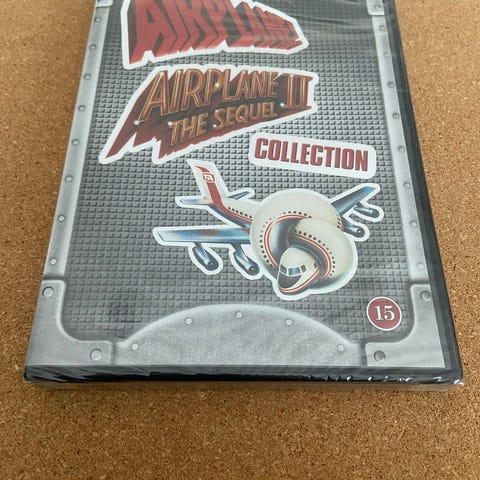 AIRPLANE!
AIRPLANE II
THE SEQUEL
COLLECTION
15